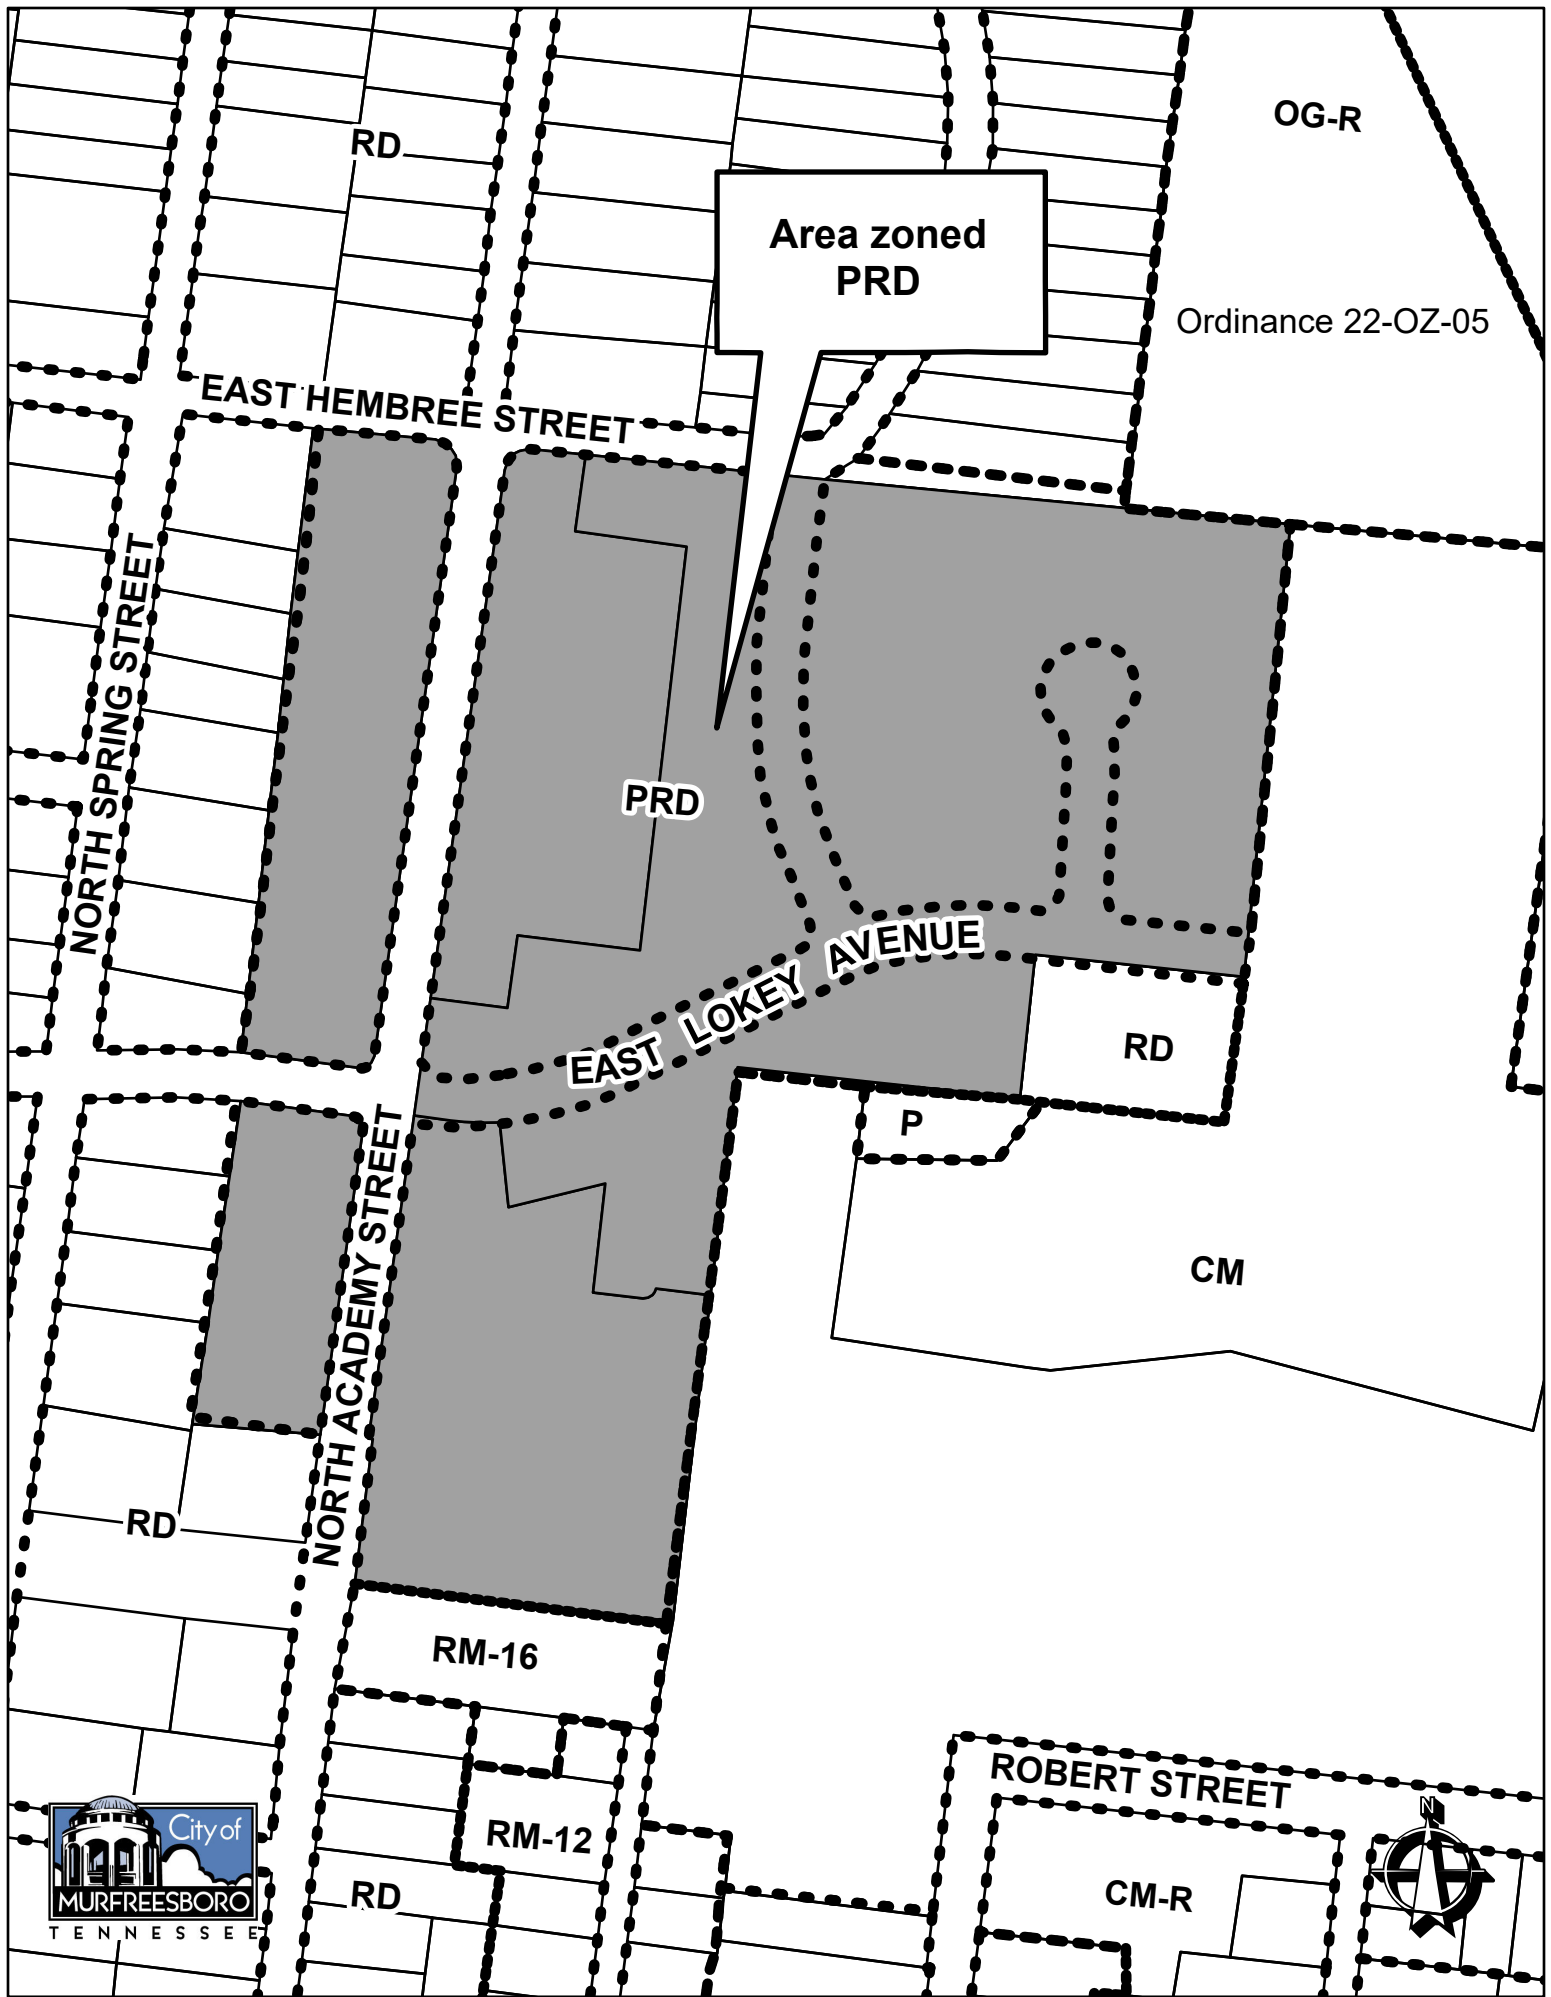 OG-R
RD
Area zoned
PRD
Ordinance 22-OZ-05
EAST HEMBREE STREET
NORTH SPRING STREET
PRD
EAST LOKEY AVENUE
RD
P
NORTH ACADEMY STREET
CM
RD
RM-16
ROBERT STREET
N
City of
RM-12
MURFREESBORO
RD
CM-R
TENNESSEE